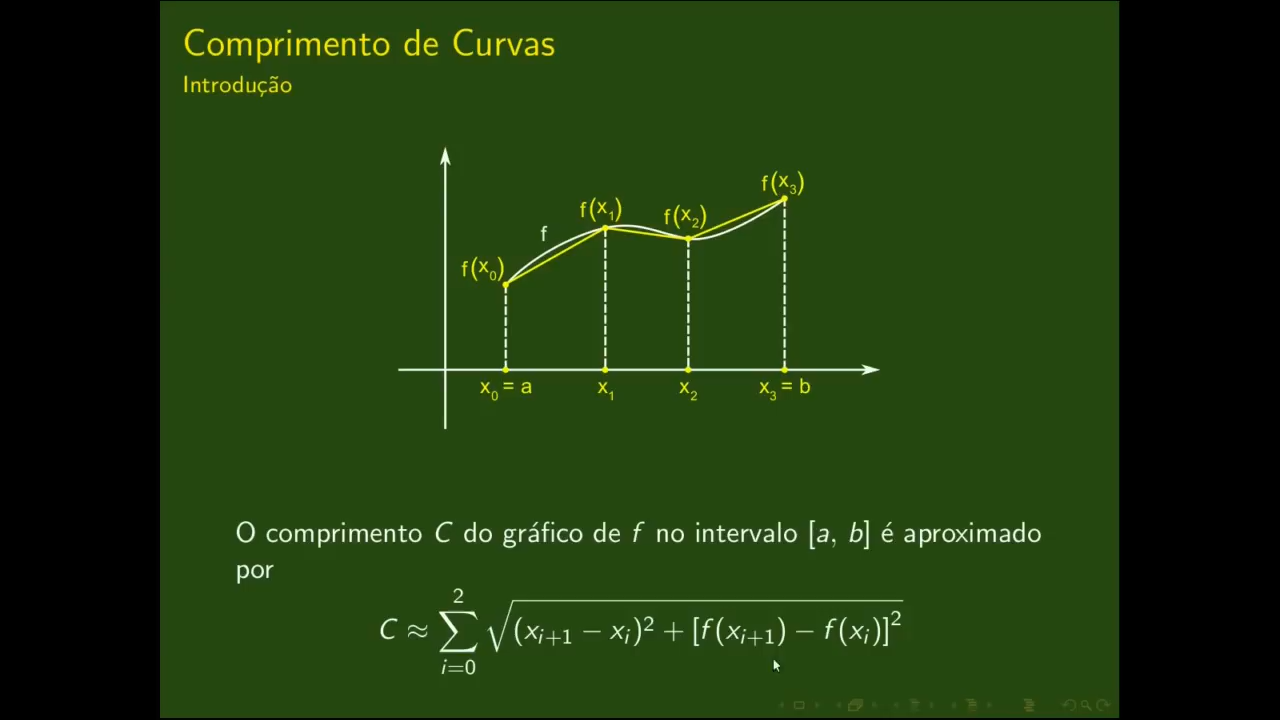 Comprimento de Curvas
Introdução
f(x₃)
f(x₁)
f(x₂)
f
f(x₀)
x₀ = a
x₁
x₂
x₃ = b
O comprimento C do gráfico de f no intervalo [a, b] é aproximado
por
C ≈ ∑_{i=0}^{2} √((x_{i+1} − x_i)² + [f(x_{i+1}) − f(x_i)]²)